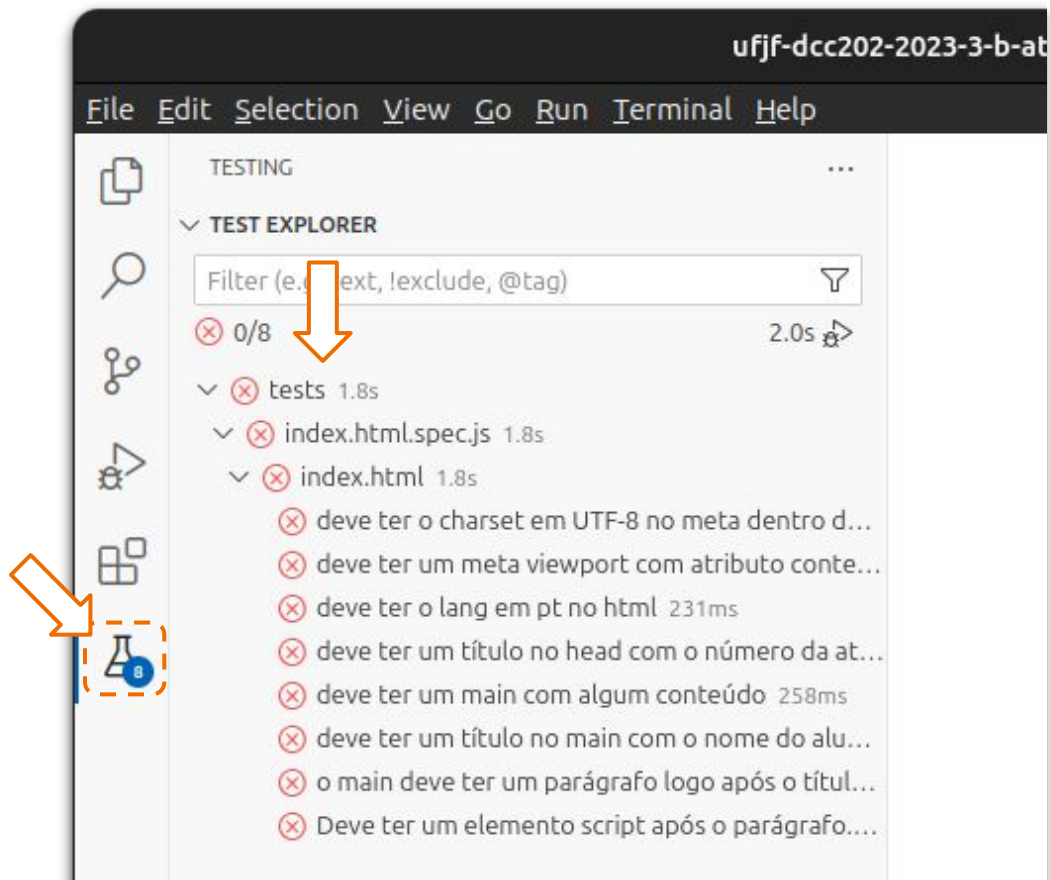 ufjf-dcc202-2023-3-b-at
File Edit Selection View Go Run Terminal Help
TESTING
TEST EXPLORER
Filter (e.g. ext, !exclude, @tag)
0/8 2.0s
tests 1.8s
index.html.spec.js 1.8s
index.html 1.8s
deve ter o charset em UTF-8 no meta dentro d...
deve ter um meta viewport com atributo conte...
deve ter o lang em pt no html 231ms
deve ter um título no head com o número da at...
deve ter um main com algum conteúdo 258ms
8
deve ter um título no main com o nome do alu...
o main deve ter um parágrafo logo após o títul...
Deve ter um elemento script após o parágrafo....